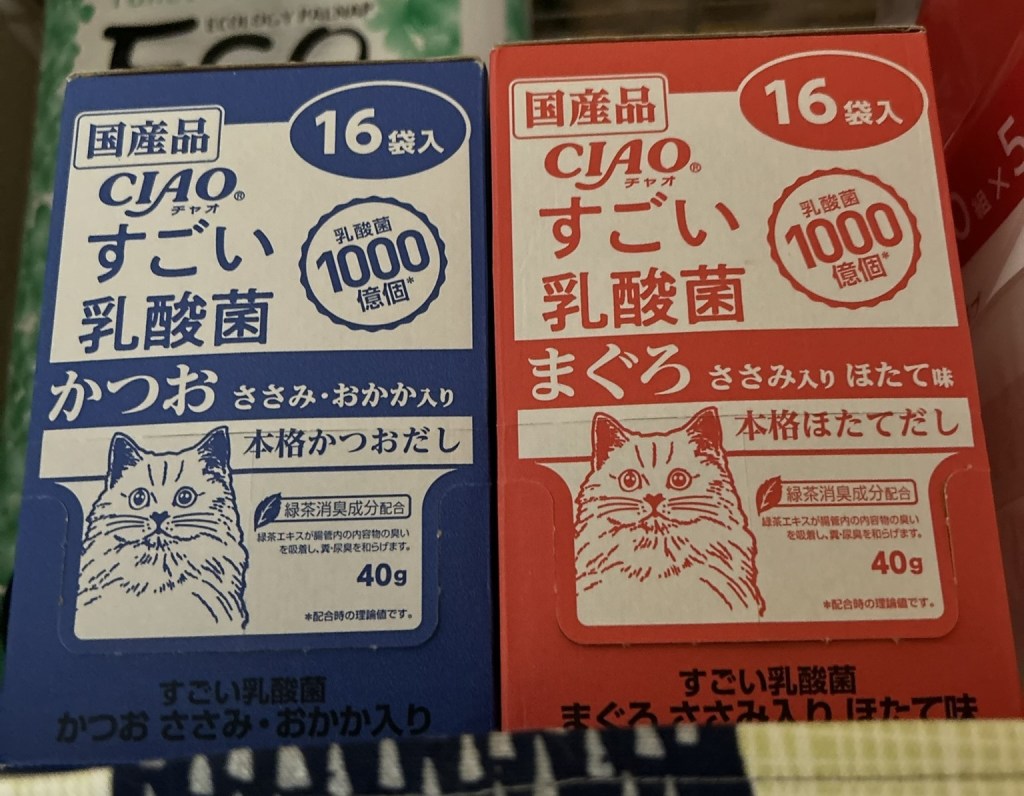 ECOLOGY PALNAP
ECO
国産品
16袋入
CIAO®
チャオ
すごい
乳酸菌
乳酸菌
1000
億個*
かつお ささみ・おかか入り
本格かつおだし
緑茶消臭成分配合
緑茶エキスが腸管内の内容物の臭い
を吸着し、糞・尿臭を和らげます。
40g
*配合時の理論値です。
すごい乳酸菌
かつお ささみ・おかか入り
国産品
16袋入
CIAO®
チャオ
すごい
乳酸菌
乳酸菌
1000
億個*
まぐろ ささみ入り ほたて味
本格ほたてだし
緑茶消臭成分配合
緑茶エキスが腸管内の内容物の臭い
を吸着し、糞・尿臭を和らげます。
40g
*配合時の理論値です。
すごい乳酸菌
まぐろ ささみ入り ほたて味
0組×5